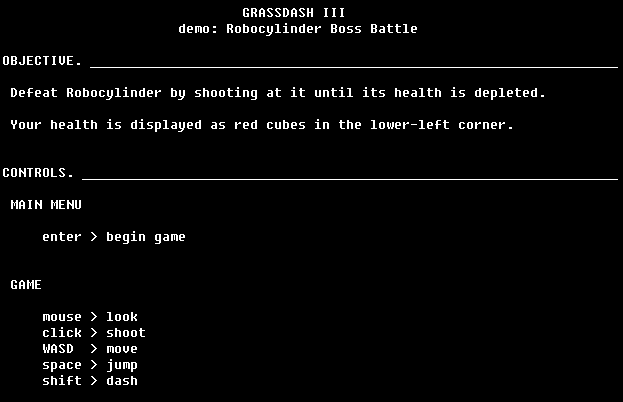 GRASSDASH III
demo: Robocylinder Boss Battle
OBJECTIVE.
Defeat Robocylinder by shooting at it until its health is depleted.
Your health is displayed as red cubes in the lower-left corner.
CONTROLS.
MAIN MENU
enter > begin game
GAME
mouse > look
click > shoot
WASD > move
space > jump
shift > dash